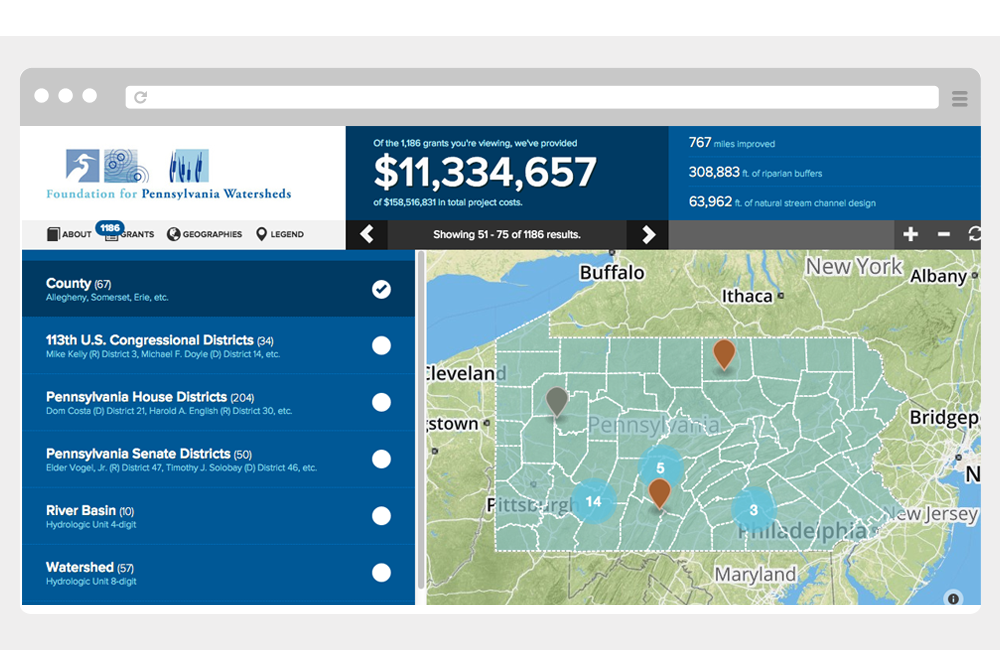 Foundation for Pennsylvania Watersheds
Of the 1,186 grants you're viewing, we've provided
$11,334,657
of $158,516,831 in total project costs.
767 miles improved
308,883 ft. of riparian buffers
63,962 ft. of natural stream channel design
ABOUT
1186
GRANTS
GEOGRAPHIES
LEGEND
Showing 51 - 75 of 1186 results.
County (67)
Allegheny, Somerset, Erie, etc.
113th U.S. Congressional Districts (34)
Mike Kelly (R) District 3, Michael F. Doyle (D) District 14, etc.
Pennsylvania House Districts (204)
Dom Costa (D) District 21, Harold A. English (R) District 30, etc.
Pennsylvania Senate Districts (50)
Elder Vogel, Jr. (R) District 47, Timothy J. Solobay (D) District 46, etc.
River Basin (10)
Hydrologic Unit 4-digit
Watershed (57)
Hydrologic Unit 8-digit
Buffalo
New York
Albany
Ithaca
Cleveland
gstown
Pennsylvania
Bridgep
N
5
14
3
Pittsburgh
Philadelphia
New Jersey
Maryland